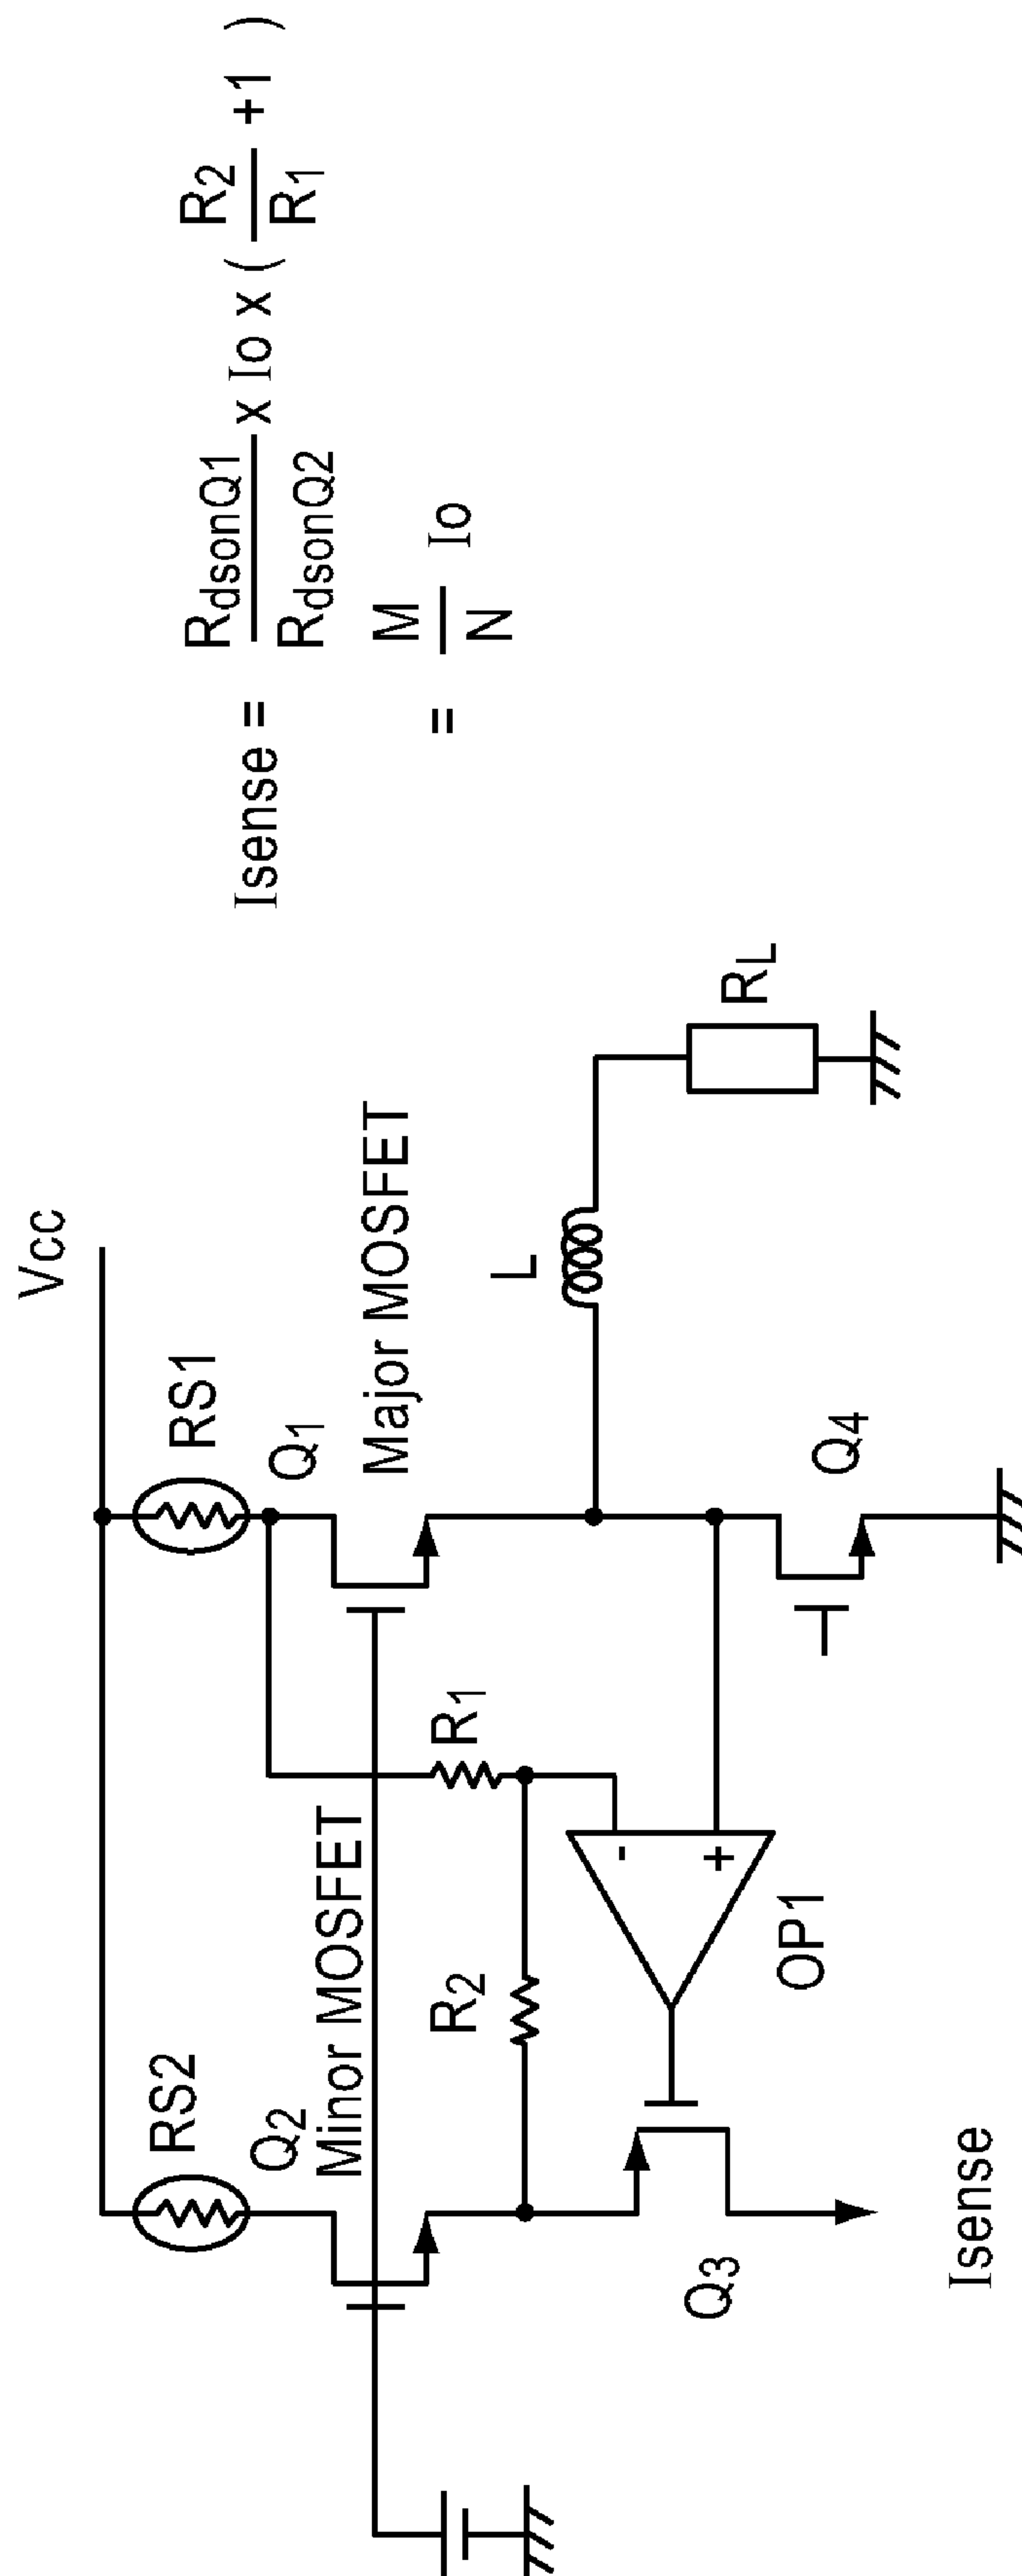 Vcc
RS2
RS1
Q2
Minor MOSFET
Q1
Major MOSFET
R2
R1
L
RL
-
+
OP1
Q3
Q4
Isense
Isense = RdsonQ1 / RdsonQ2 x Io x ( R2 / R1 +1 )
= M / N Io